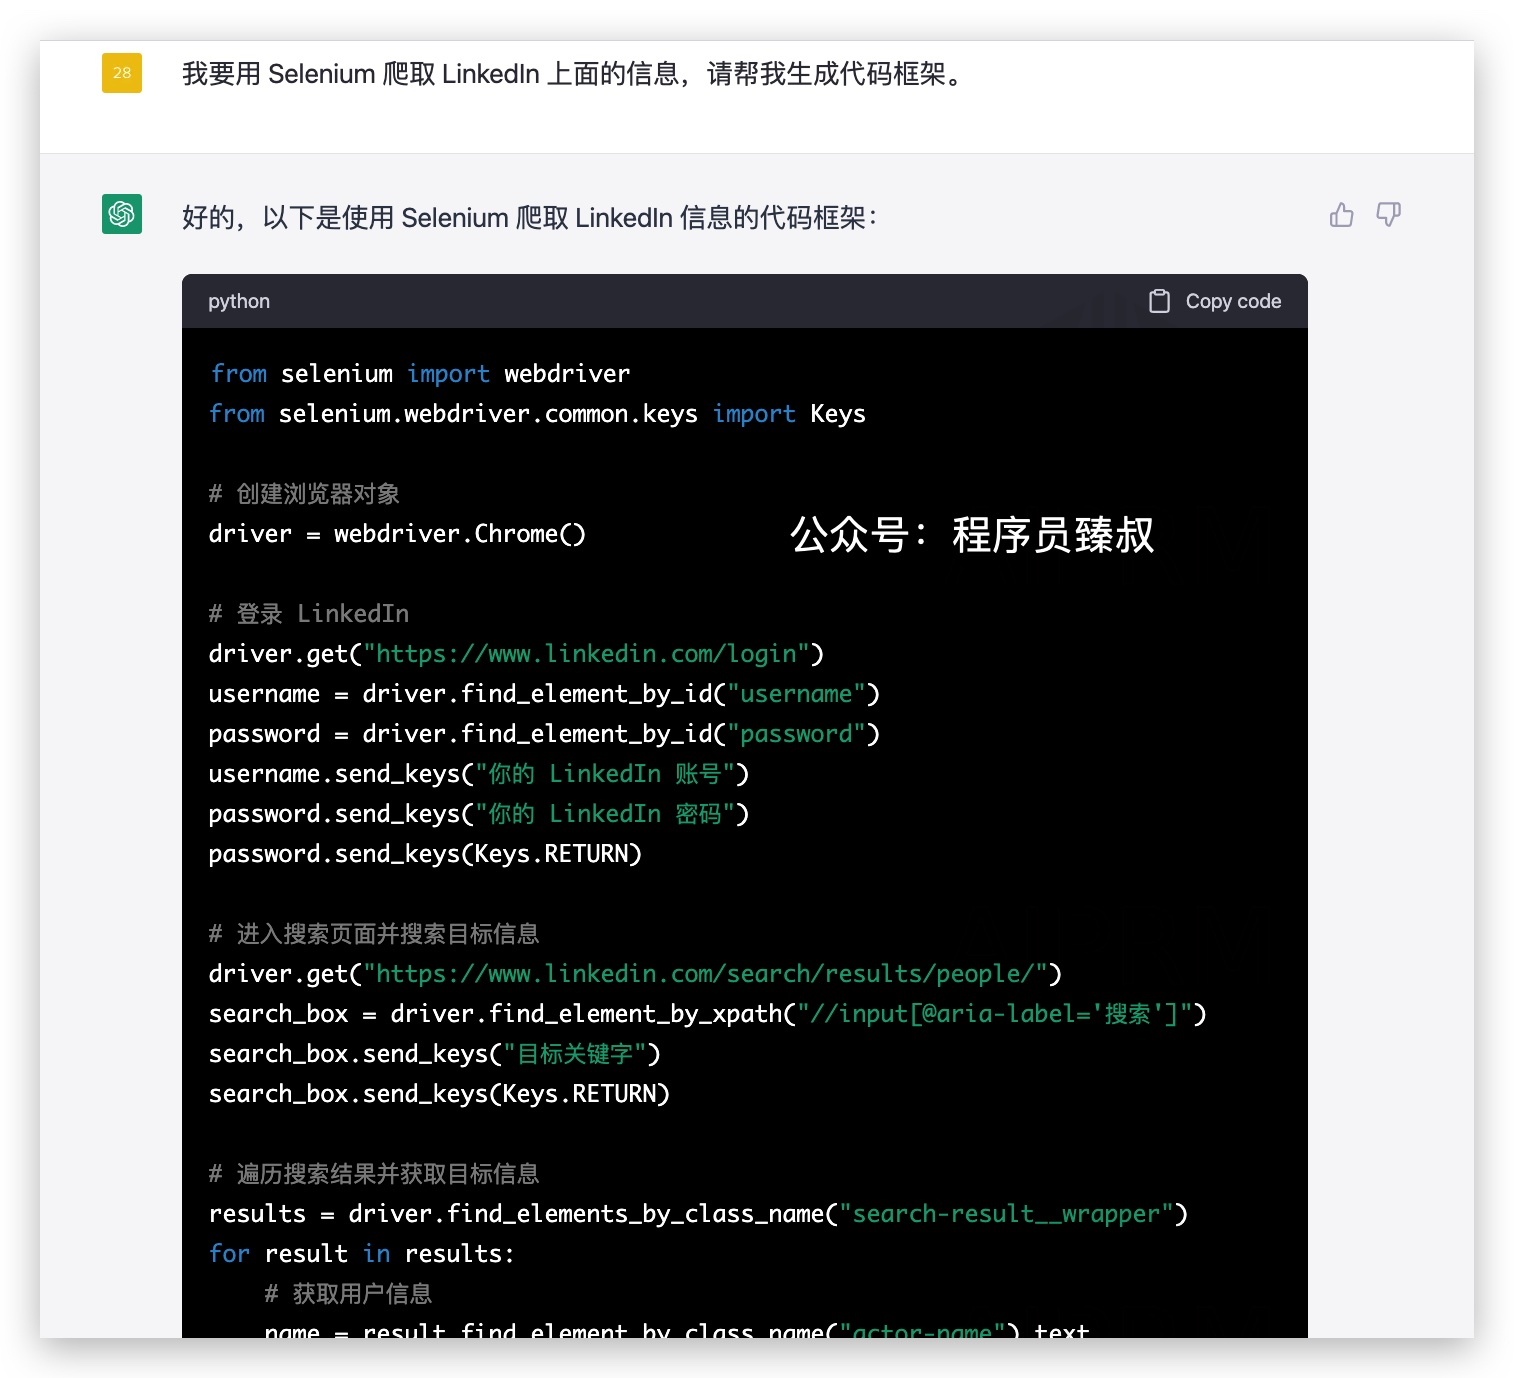 28
我要用 Selenium 爬取 LinkedIn 上面的信息，请帮我生成代码框架。
好的，以下是使用 Selenium 爬取 LinkedIn 信息的代码框架：
python
Copy code
from selenium import webdriver
from selenium.webdriver.common.keys import Keys
# 创建浏览器对象
driver = webdriver.Chrome()
公众号：程序员臻叔
# 登录 LinkedIn
driver.get("https://www.linkedin.com/login")
username = driver.find_element_by_id("username")
password = driver.find_element_by_id("password")
username.send_keys("你的 LinkedIn 账号")
password.send_keys("你的 LinkedIn 密码")
password.send_keys(Keys.RETURN)
# 进入搜索页面并搜索目标信息
driver.get("https://www.linkedin.com/search/results/people/")
search_box = driver.find_element_by_xpath("//input[@aria-label='搜索']")
search_box.send_keys("目标关键字")
search_box.send_keys(Keys.RETURN)
# 遍历搜索结果并获取目标信息
results = driver.find_elements_by_class_name("search-result__wrapper")
for result in results:
    # 获取用户信息
    name = result.find_element_by_class_name("actor-name").text